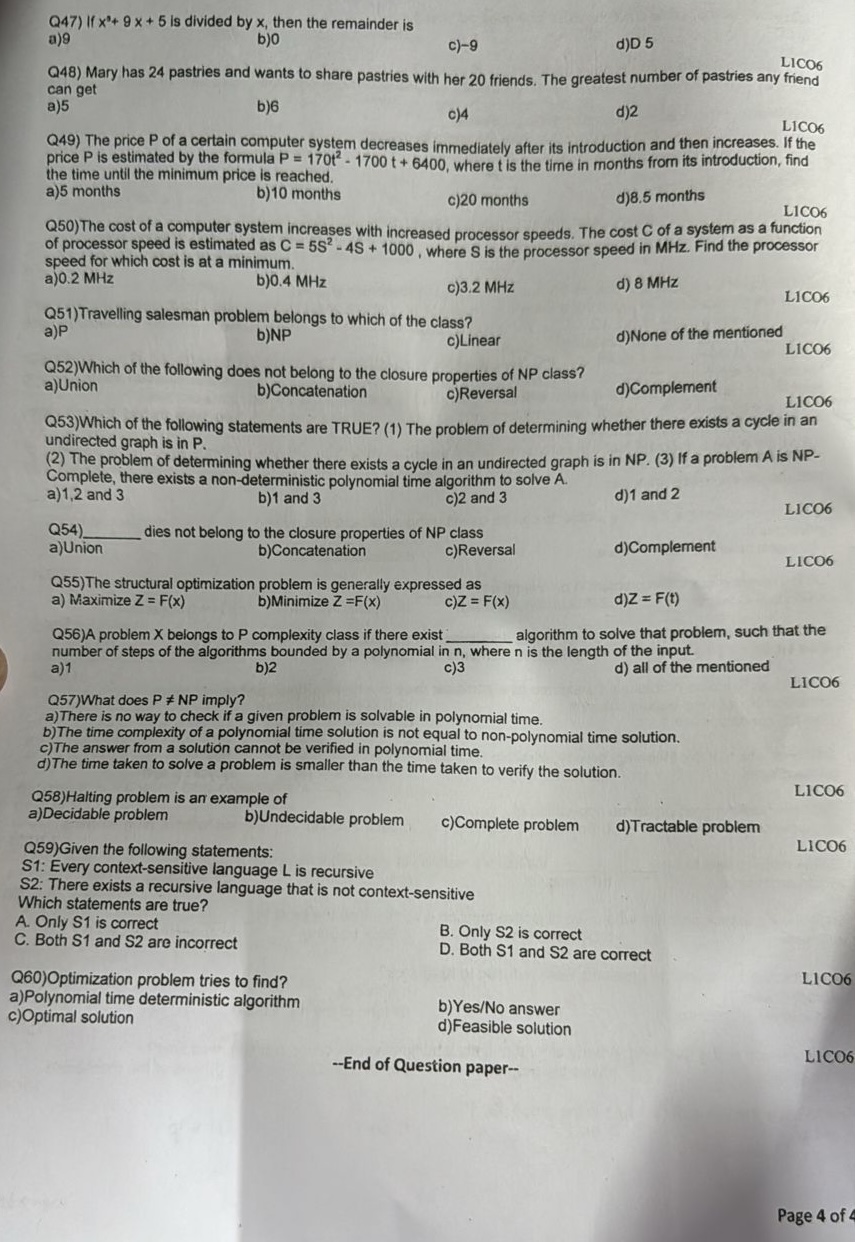 Q47) If x³+ 9 x + 5 is divided by x, then the remainder is
a)9 b)0 c)-9 d)D 5
L1CO6
Q48) Mary has 24 pastries and wants to share pastries with her 20 friends. The greatest number of pastries any friend
can get
a)5 b)6 c)4 d)2
L1CO6
Q49) The price P of a certain computer system decreases immediately after its introduction and then increases. If the
price P is estimated by the formula P = 170t² - 1700 t + 6400, where t is the time in months from its introduction, find
the time until the minimum price is reached.
a)5 months b)10 months c)20 months d)8.5 months
L1CO6
Q50)The cost of a computer system increases with increased processor speeds. The cost C of a system as a function
of processor speed is estimated as C = 5S² - 4S + 1000 , where S is the processor speed in MHz. Find the processor
speed for which cost is at a minimum.
a)0.2 MHz b)0.4 MHz c)3.2 MHz d) 8 MHz
L1CO6
Q51)Travelling salesman problem belongs to which of the class?
a)P b)NP c)Linear d)None of the mentioned
L1CO6
Q52)Which of the following does not belong to the closure properties of NP class?
a)Union b)Concatenation c)Reversal d)Complement
L1CO6
Q53)Which of the following statements are TRUE? (1) The problem of determining whether there exists a cycle in an
undirected graph is in P.
(2) The problem of determining whether there exists a cycle in an undirected graph is in NP. (3) If a problem A is NP-
Complete, there exists a non-deterministic polynomial time algorithm to solve A.
a)1,2 and 3 b)1 and 3 c)2 and 3 d)1 and 2
L1CO6
Q54)_______ dies not belong to the closure properties of NP class
a)Union b)Concatenation c)Reversal d)Complement
L1CO6
Q55)The structural optimization problem is generally expressed as
a) Maximize Z = F(x) b)Minimize Z =F(x) c)Z = F(x) d)Z = F(t)
Q56)A problem X belongs to P complexity class if there exist ________ algorithm to solve that problem, such that the
number of steps of the algorithms bounded by a polynomial in n, where n is the length of the input.
a)1 b)2 c)3 d) all of the mentioned
L1CO6
Q57)What does P ≠ NP imply?
a)There is no way to check if a given problem is solvable in polynomial time.
b)The time complexity of a polynomial time solution is not equal to non-polynomial time solution.
c)The answer from a solution cannot be verified in polynomial time.
d)The time taken to solve a problem is smaller than the time taken to verify the solution.
L1CO6
Q58)Halting problem is an example of
a)Decidable problem b)Undecidable problem c)Complete problem d)Tractable problem
L1CO6
Q59)Given the following statements:
S1: Every context-sensitive language L is recursive
S2: There exists a recursive language that is not context-sensitive
Which statements are true?
A. Only S1 is correct B. Only S2 is correct
C. Both S1 and S2 are incorrect D. Both S1 and S2 are correct
L1CO6
Q60)Optimization problem tries to find?
a)Polynomial time deterministic algorithm b)Yes/No answer
c)Optimal solution d)Feasible solution
L1CO6
--End of Question paper--
Page 4 of 4